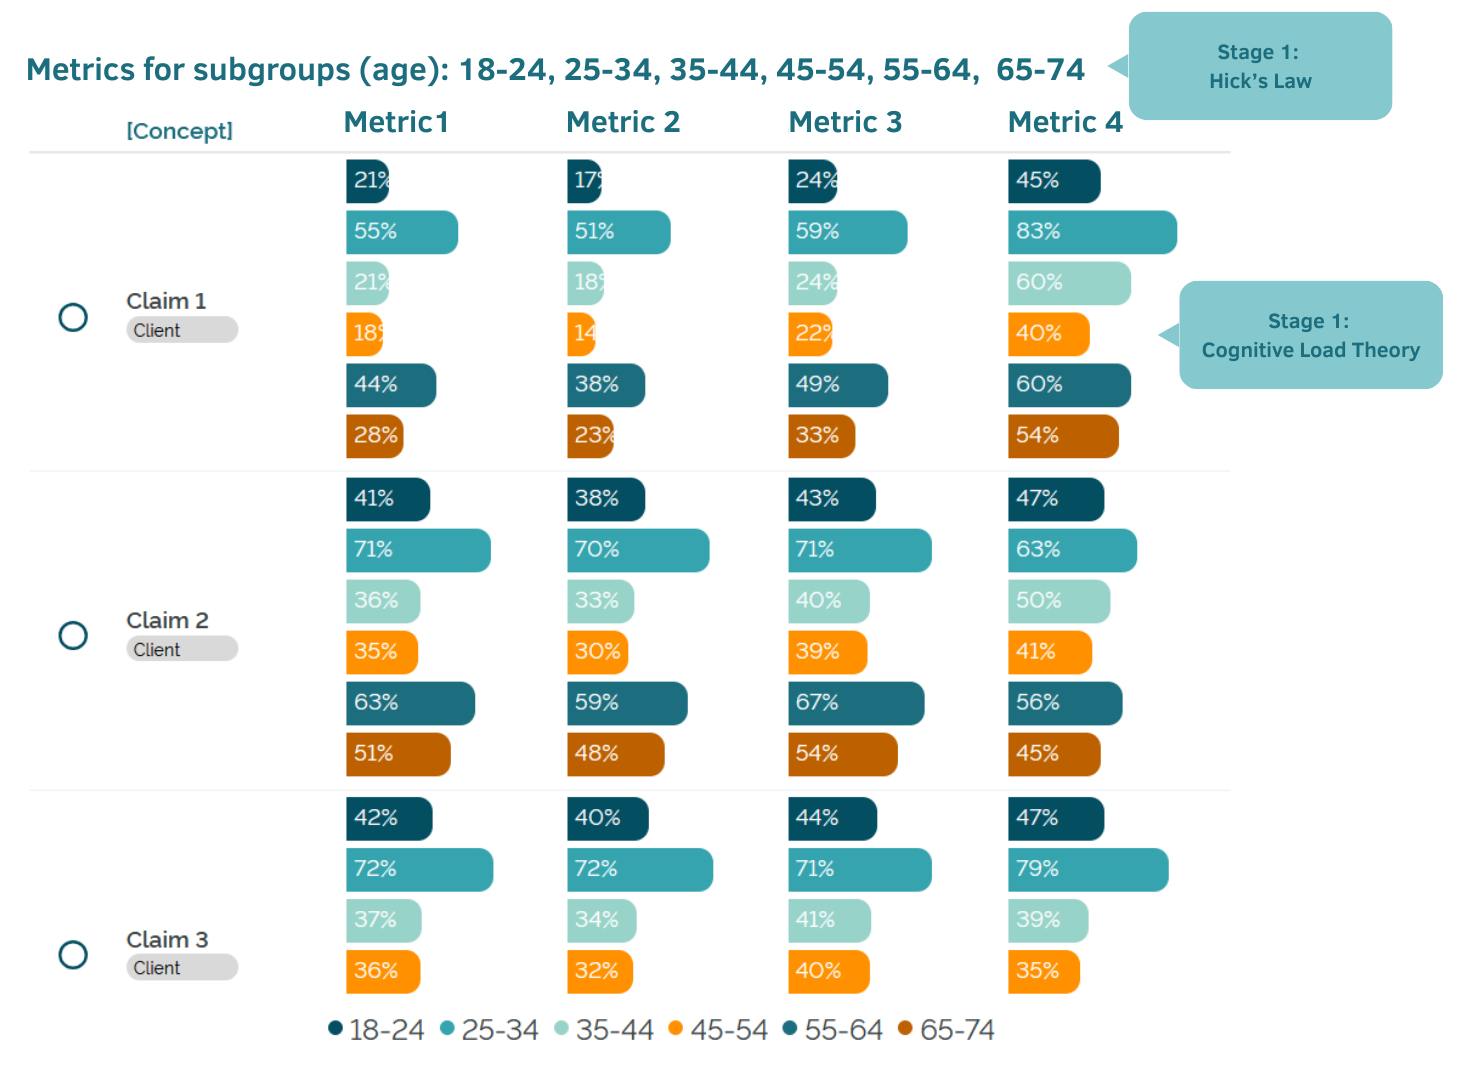 Stage 1:
Hick's Law
Metrics for subgroups (age): 18-24, 25-34, 35-44, 45-54, 55-64, 65-74
[Concept] Metric1 Metric 2 Metric 3 Metric 4
21% 17% 24% 45%
55% 51% 59% 83%
21% 18% 24% 60%
Claim 1
Client
18% 14 22% 40%
Stage 1:
Cognitive Load Theory
44% 38% 49% 60%
28% 23% 33% 54%
41% 38% 43% 47%
71% 70% 71% 63%
36% 33% 40% 50%
Claim 2
Client
35% 30% 39% 41%
63% 59% 67% 56%
51% 48% 54% 45%
42% 40% 44% 47%
72% 72% 71% 79%
37% 34% 41% 39%
Claim 3
Client
36% 32% 40% 35%
18-24 25-34 35-44 45-54 55-64 65-74